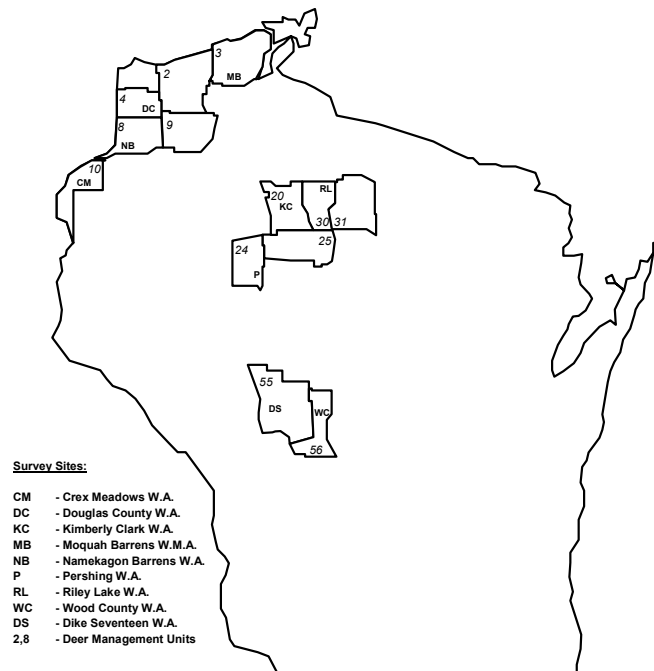 3
2
MB
4
DC
8
9
NB
10
CM
20
RL
KC
30
31
24
25
P
55
DS
WC
56
Survey Sites:
CM - Crex Meadows W.A.
DC - Douglas County W.A.
KC - Kimberly Clark W.A.
MB - Moquah Barrens W.M.A.
NB - Namekagon Barrens W.A.
P - Pershing W.A.
RL - Riley Lake W.A.
WC - Wood County W.A.
DS - Dike Seventeen W.A.
2,8 - Deer Management Units